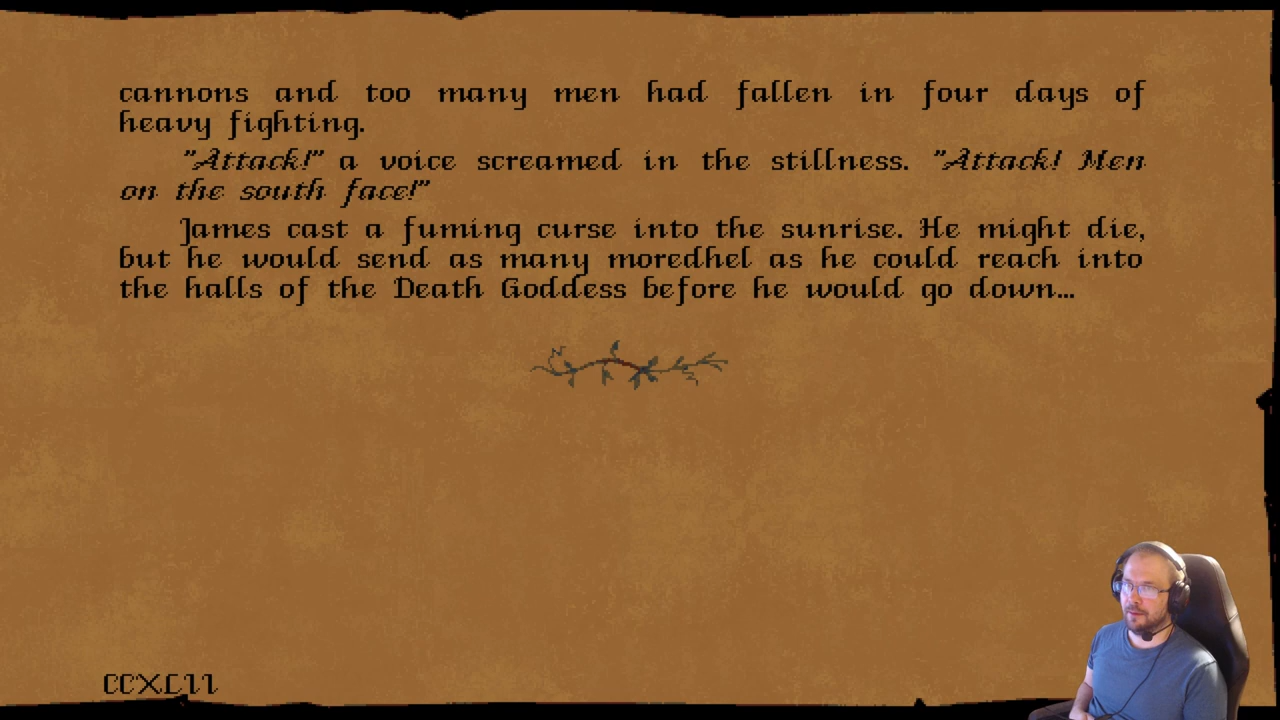 cannons and too many men had fallen in four days of
heavy fighting.
"Attack!" a voice screamed in the stillness. "Attack! Men
on the south face!"
James cast a fuming curse into the sunrise. He might die,
but he would send as many moredhel as he could reach into
the halls of the Death Goddess before he would go down...
CCXLII